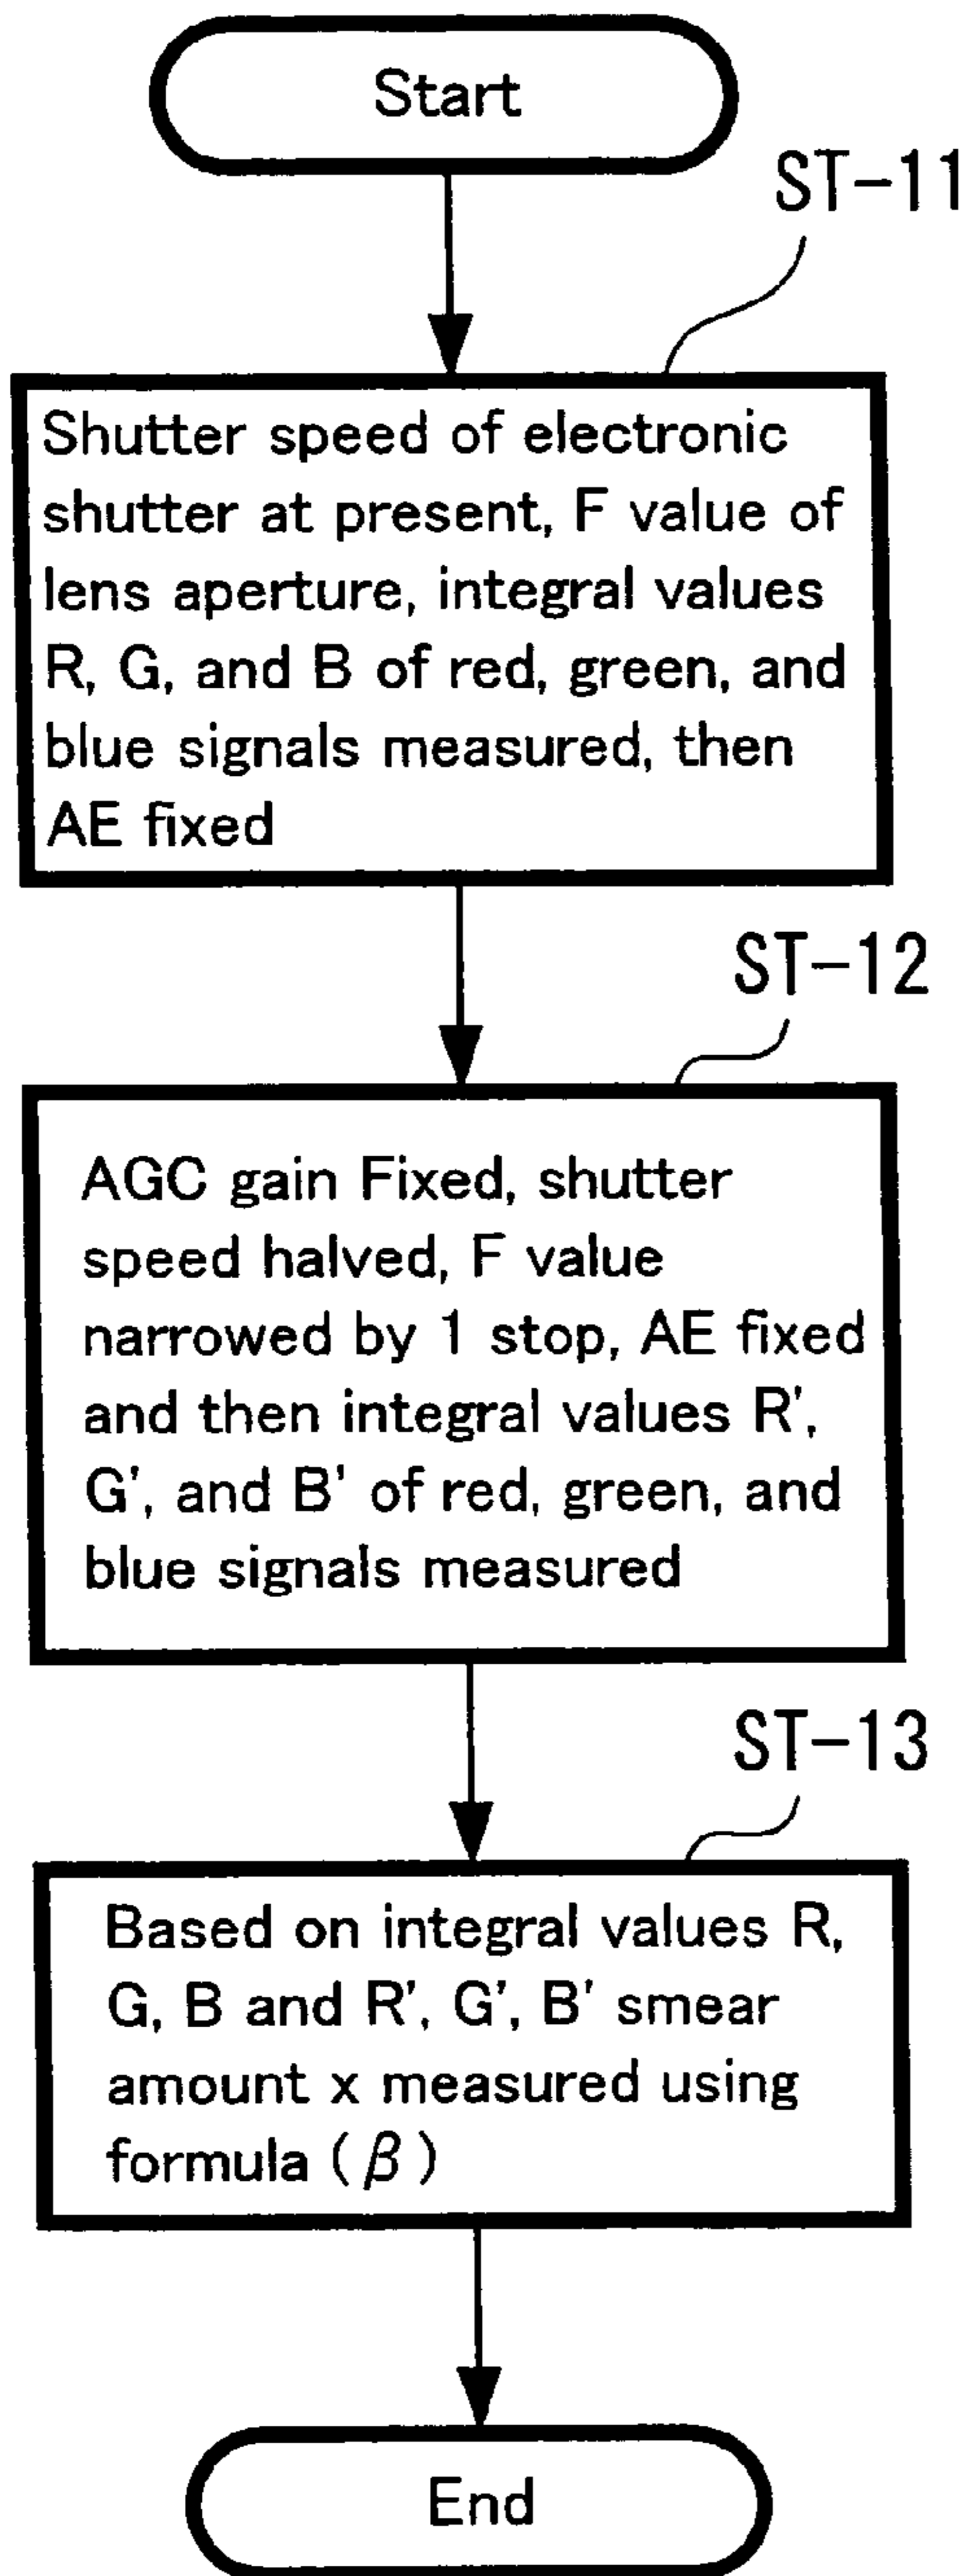 Start
ST-11
Shutter speed of electronic
shutter at present, F value of
lens aperture, integral values
R, G, and B of red, green, and
blue signals measured, then
AE fixed
ST-12
AGC gain Fixed, shutter
speed halved, F value
narrowed by 1 stop, AE fixed
and then integral values R',
G', and B' of red, green, and
blue signals measured
ST-13
Based on integral values R,
G, B and R', G', B' smear
amount x measured using
formula (β)
End